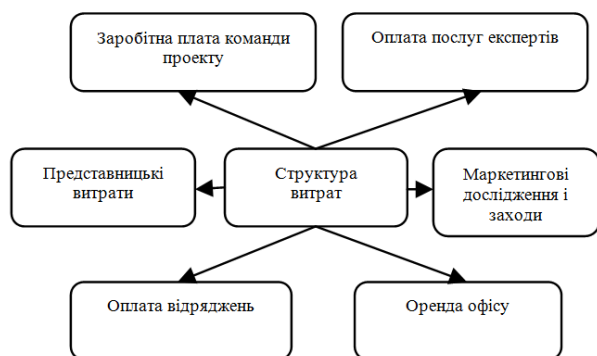 Заробітна плата команди
проекту
Оплата послуг експертів
Представницькі
витрати
Структура
витрат
Маркетингові
дослідження і
заходи
Оплата відряджень
Оренда офісу